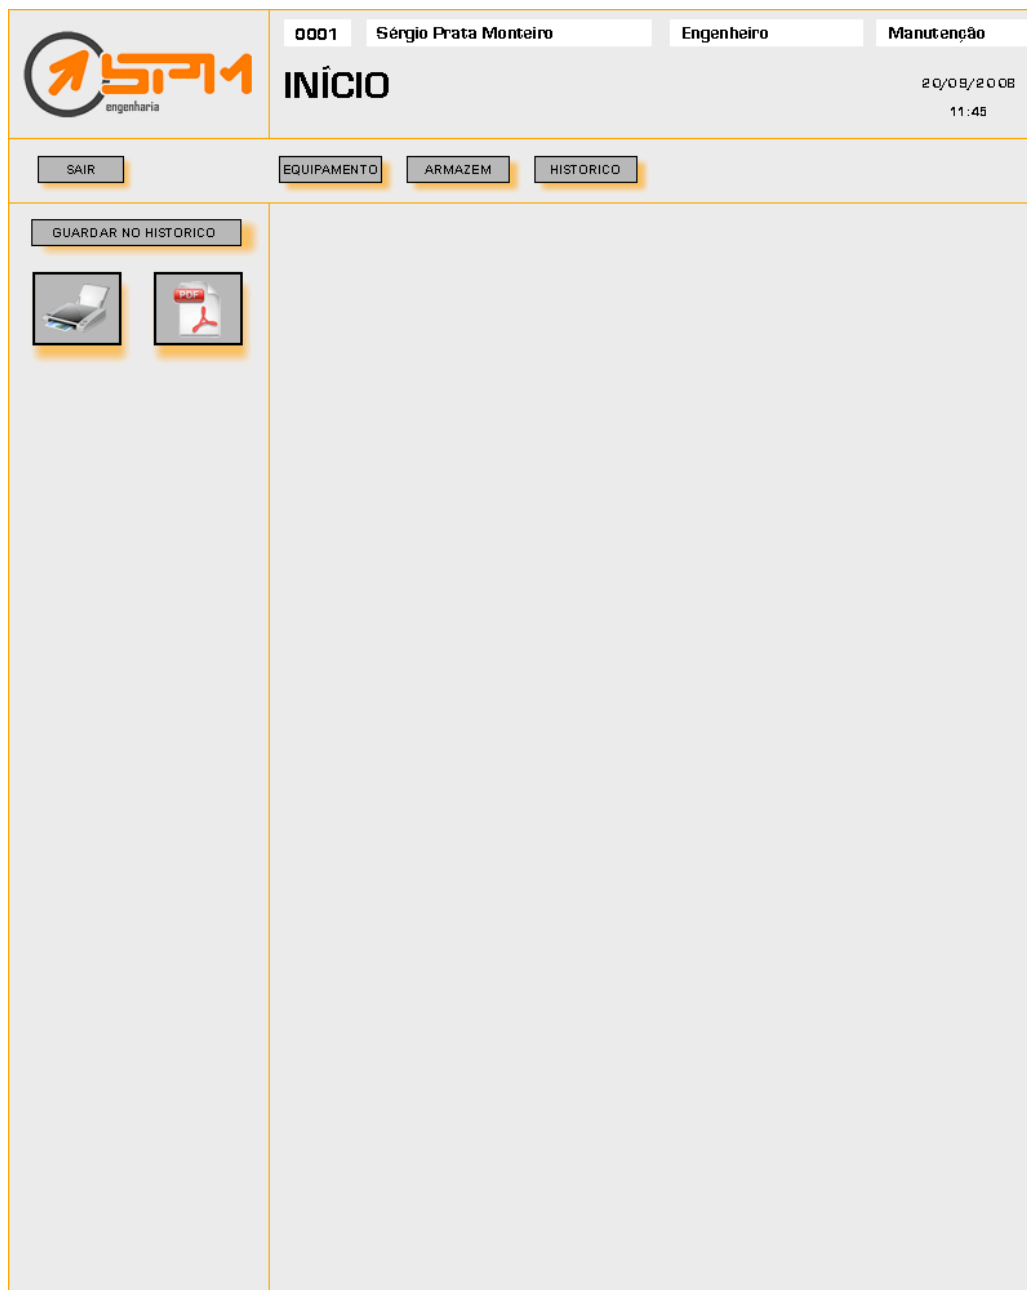 0001 Sérgio Prata Monteiro Engenheiro Manutenção
SPM
engenharia
INÍCIO
20/09/2008
11:45
SAIR EQUIPAMENTO ARMAZEM HISTORICO
GUARDAR NO HISTORICO
PDF